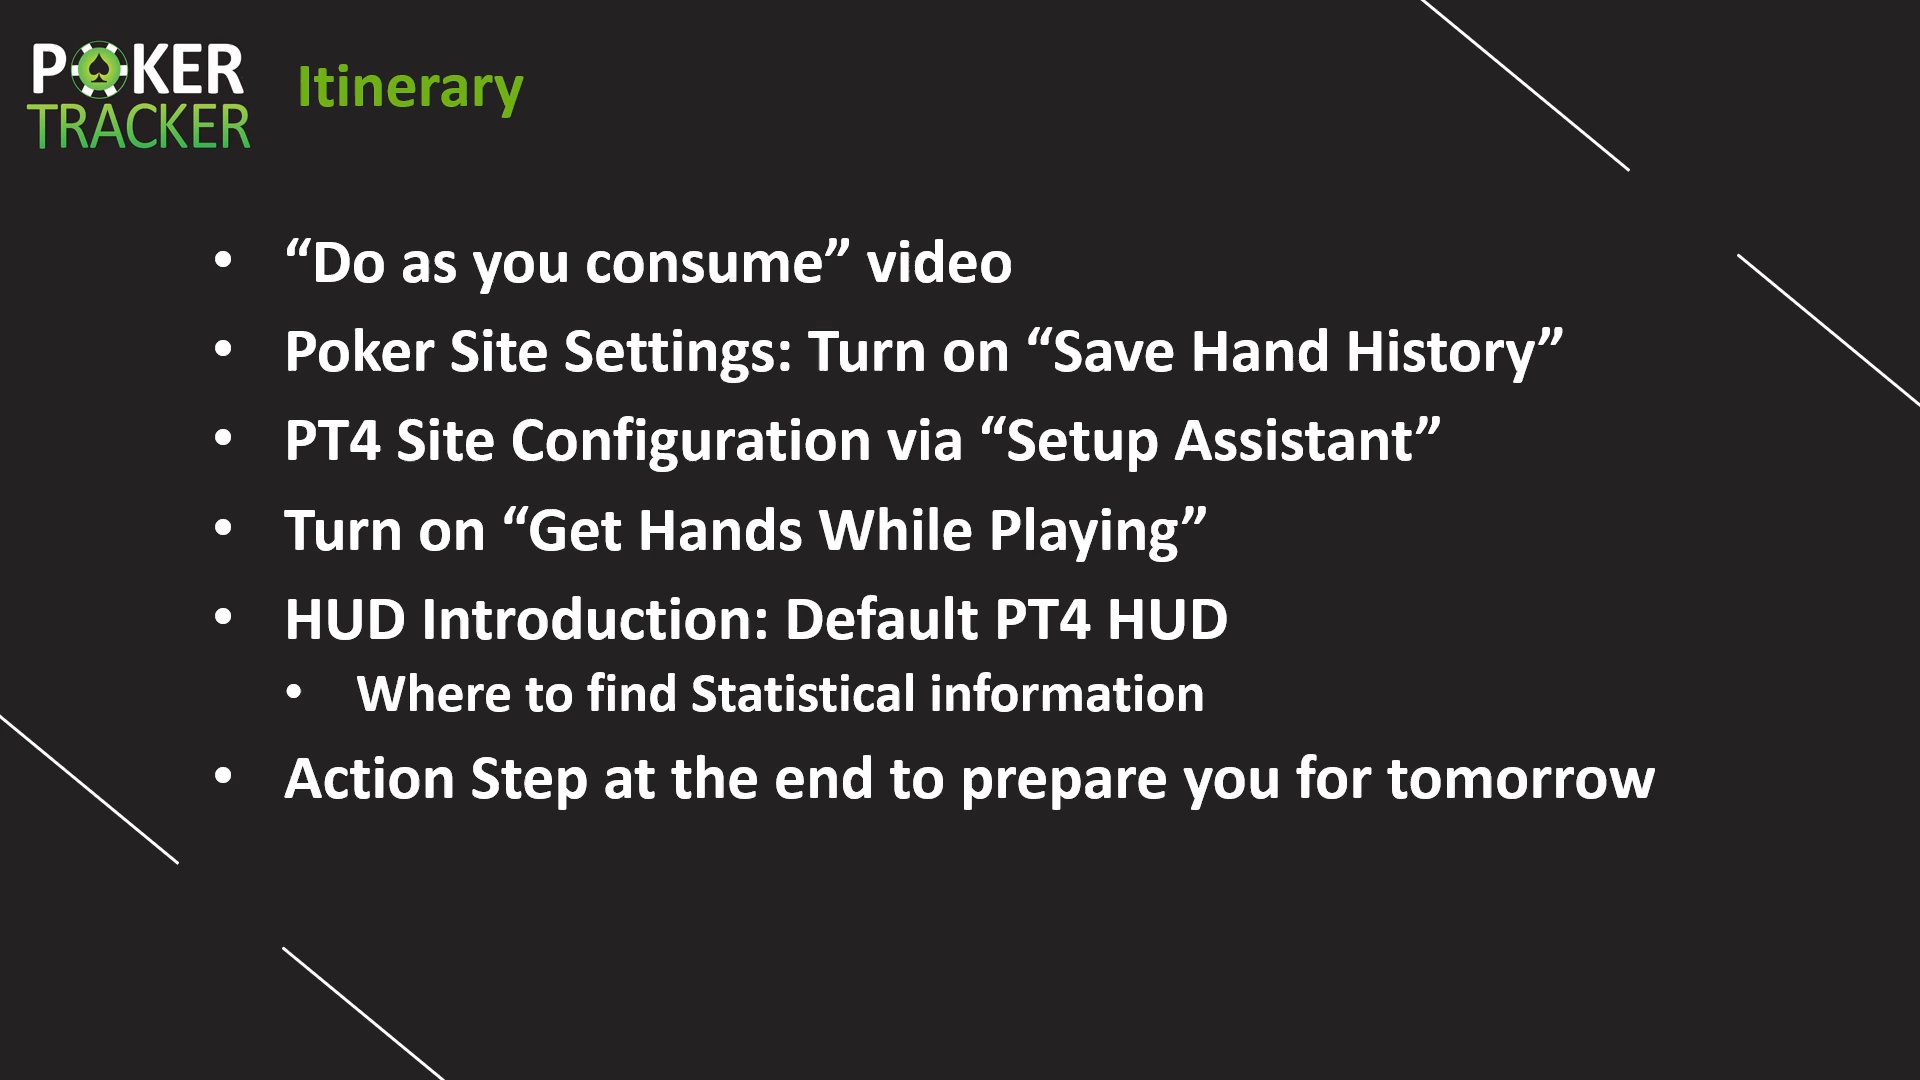 POKER
TRACKER
Itinerary
• “Do as you consume” video
• Poker Site Settings: Turn on “Save Hand History”
• PT4 Site Configuration via “Setup Assistant”
• Turn on “Get Hands While Playing”
• HUD Introduction: Default PT4 HUD
• Where to find Statistical information
• Action Step at the end to prepare you for tomorrow